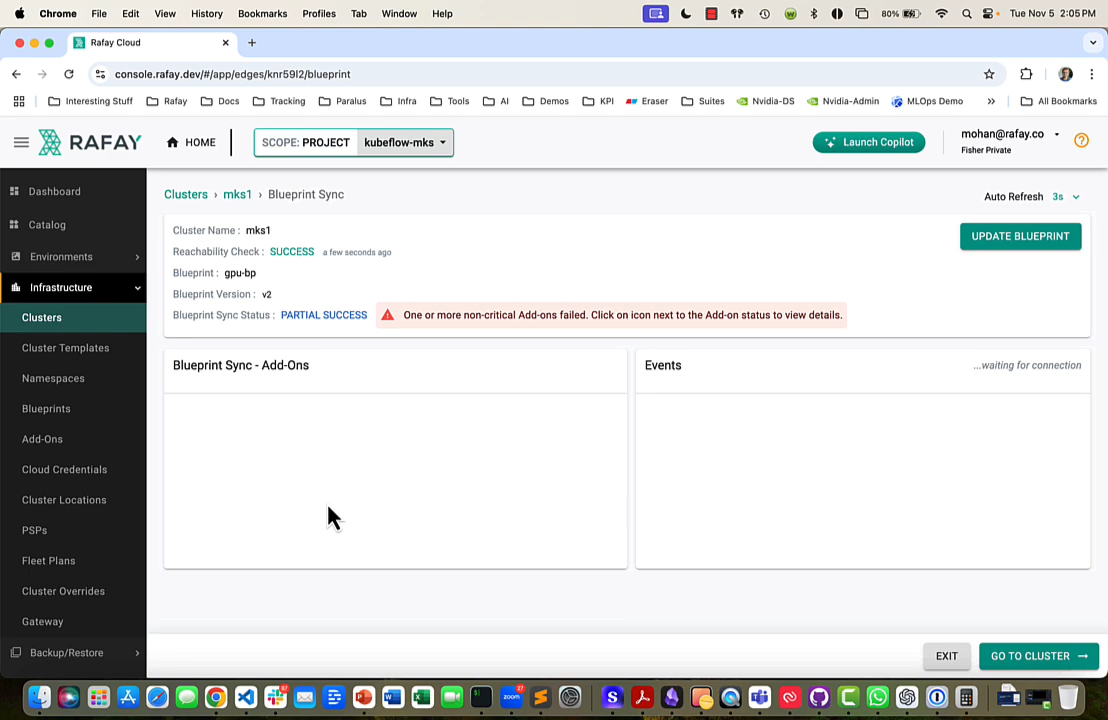 Chrome File Edit View History Bookmarks Profiles Tab Window Help 80% Tue Nov 5 2:05 PM
Rafay Cloud
console.rafay.dev/#/app/edges/knr59l2/blueprint
Interesting Stuff Rafay Docs Tracking Paralus Infra Tools AI Demos KPI Eraser Suites Nvidia-DS Nvidia-Admin MLOps Demo » All Bookmarks
RAFAY HOME SCOPE: PROJECT kubeflow-mks Launch Copilot mohan@rafay.co
Fisher Private
Dashboard
Catalog
Environments
Infrastructure
Clusters
Cluster Templates
Namespaces
Blueprints
Add-Ons
Cloud Credentials
Cluster Locations
PSPs
Fleet Plans
Cluster Overrides
Gateway
Backup/Restore
Clusters › mks1 › Blueprint Sync
Auto Refresh 3s
Cluster Name : mks1
UPDATE BLUEPRINT
Reachability Check : SUCCESS a few seconds ago
Blueprint : gpu-bp
Blueprint Version : v2
Blueprint Sync Status : PARTIAL SUCCESS One or more non-critical Add-ons failed. Click on icon next to the Add-on status to view details.
Blueprint Sync - Add-Ons
Events ...waiting for connection
EXIT GO TO CLUSTER →
zoom